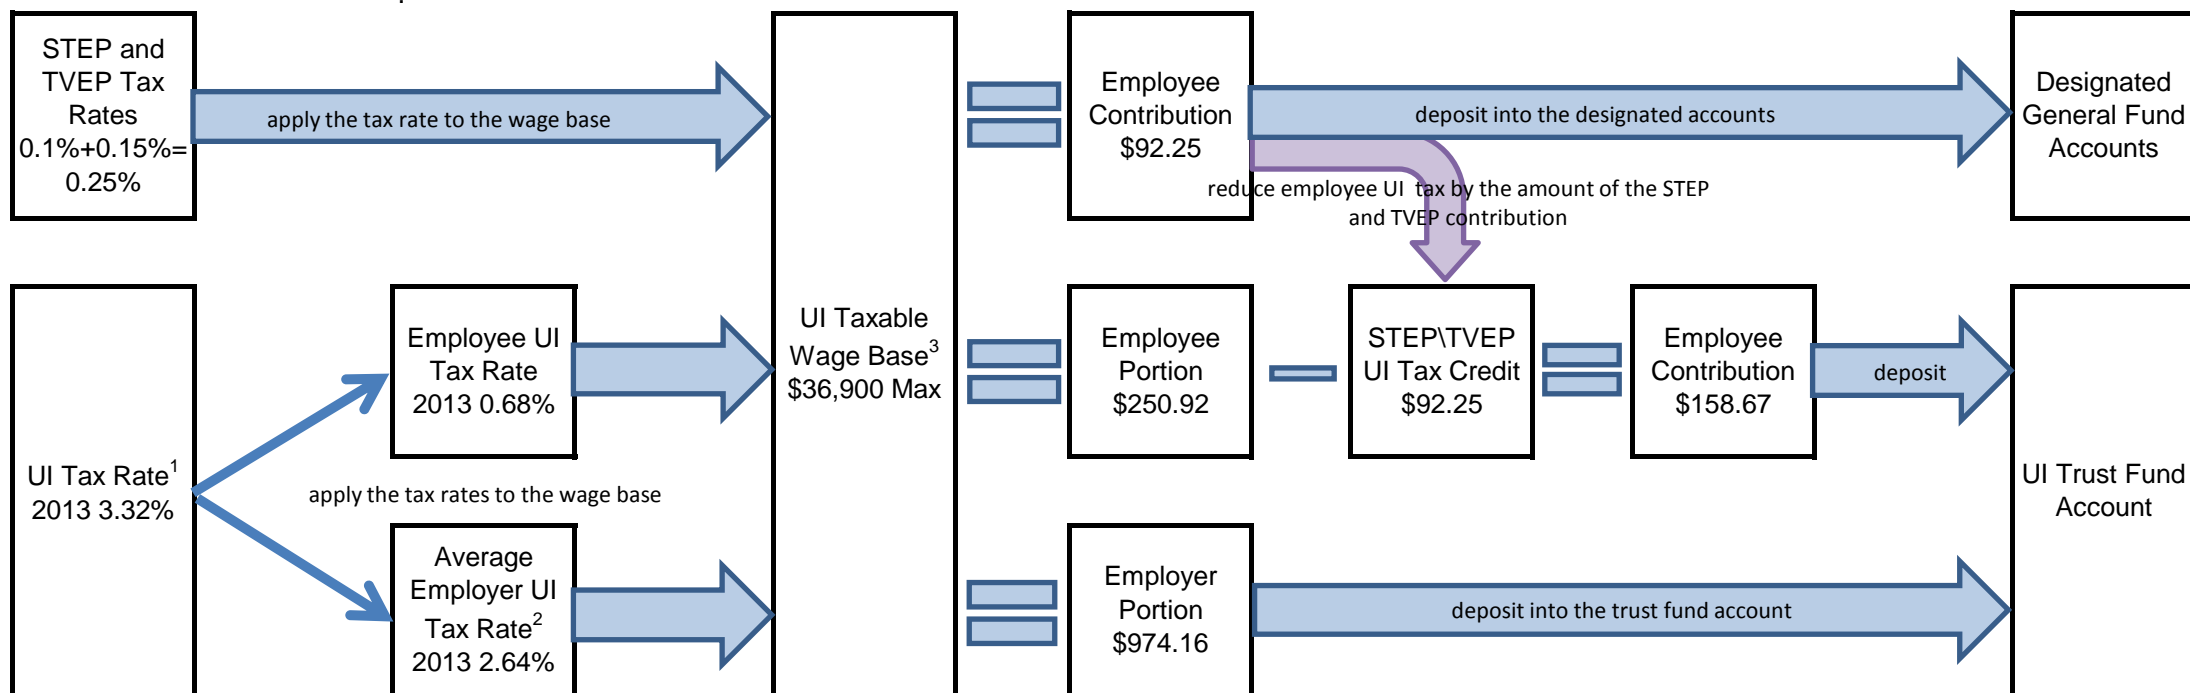 STEP and
TVEP Tax
Rates
0.1%+0.15%=
0.25%
apply the tax rate to the wage base
Employee
Contribution
$92.25
deposit into the designated accounts
Designated
General Fund
Accounts
reduce employee UI tax by the amount of the STEP
and TVEP contribution
UI Tax Rate1
2013 3.32%
Employee UI
Tax Rate
2013 0.68%
apply the tax rates to the wage base
Average
Employer UI
Tax Rate2
2013 2.64%
UI Taxable
Wage Base3
$36,900 Max
Employee
Portion
$250.92
STEP\TVEP
UI Tax Credit
$92.25
Employee
Contribution
$158.67
deposit
Employer
Portion
$974.16
deposit into the trust fund account
UI Trust Fund
Account